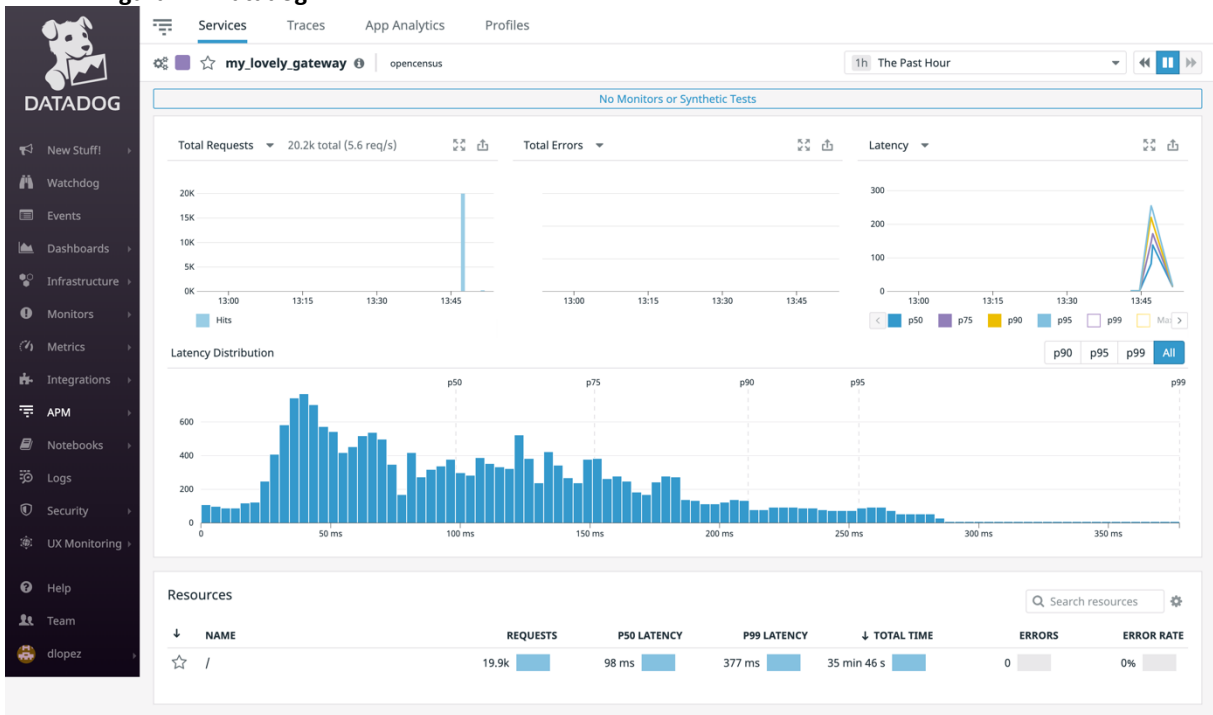 Services Traces App Analytics Profiles
my_lovely_gateway opencensus 1h The Past Hour
DATADOG
No Monitors or Synthetic Tests
New Stuff!
Watchdog
Events
Dashboards
Infrastructure
Monitors
Metrics
Integrations
APM
Notebooks
Logs
Security
UX Monitoring
Help
Team
dlopez
Total Requests 20.2k total (5.6 req/s)
20K
15K
10K
5K
0K
13:00 13:15 13:30 13:45
Hits
Total Errors
13:00 13:15 13:30 13:45
Latency
300
200
100
0
13:00 13:15 13:30 13:45
p50 p75 p90 p95 p99
Latency Distribution p90 p95 p99 All
p50 p75 p90 p95 p99
600
400
200
0
0 50 ms 100 ms 150 ms 200 ms 250 ms 300 ms 350 ms
Resources Search resources
NAME REQUESTS P50 LATENCY P99 LATENCY ↓ TOTAL TIME ERRORS ERROR RATE
/ 19.9k 98 ms 377 ms 35 min 46 s 0 0%